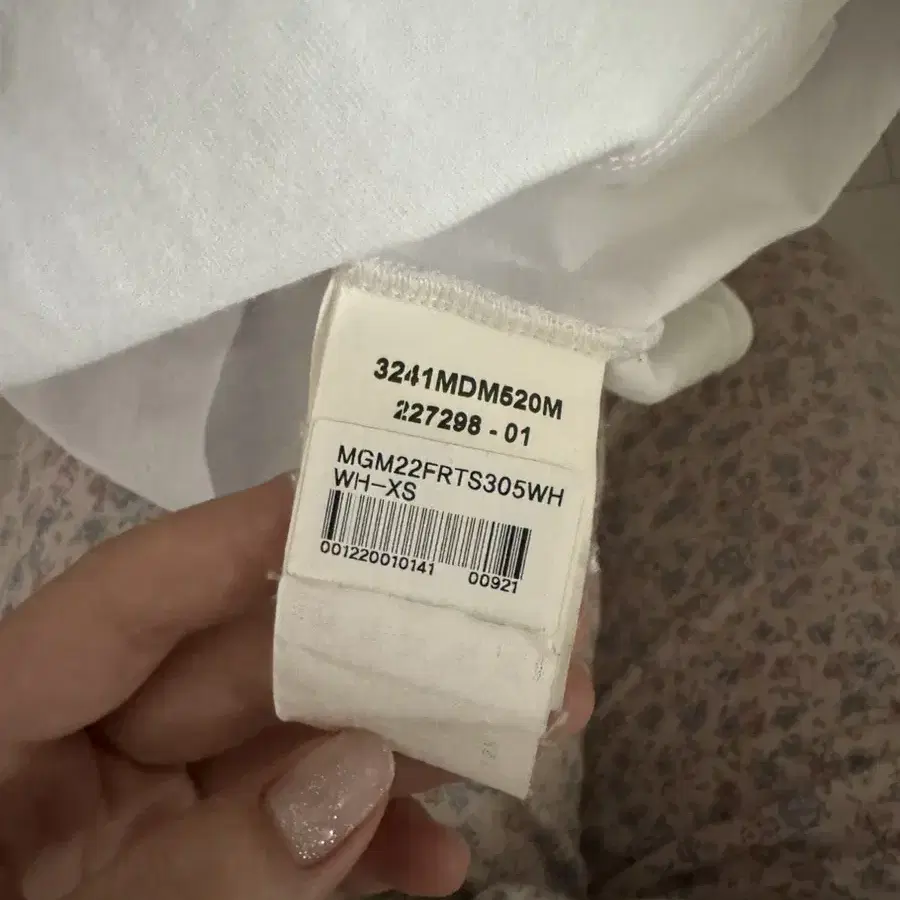 3241MDM520M
227298 - 01
MGM22FRTS305WH
WH-XS
001220010141 00921